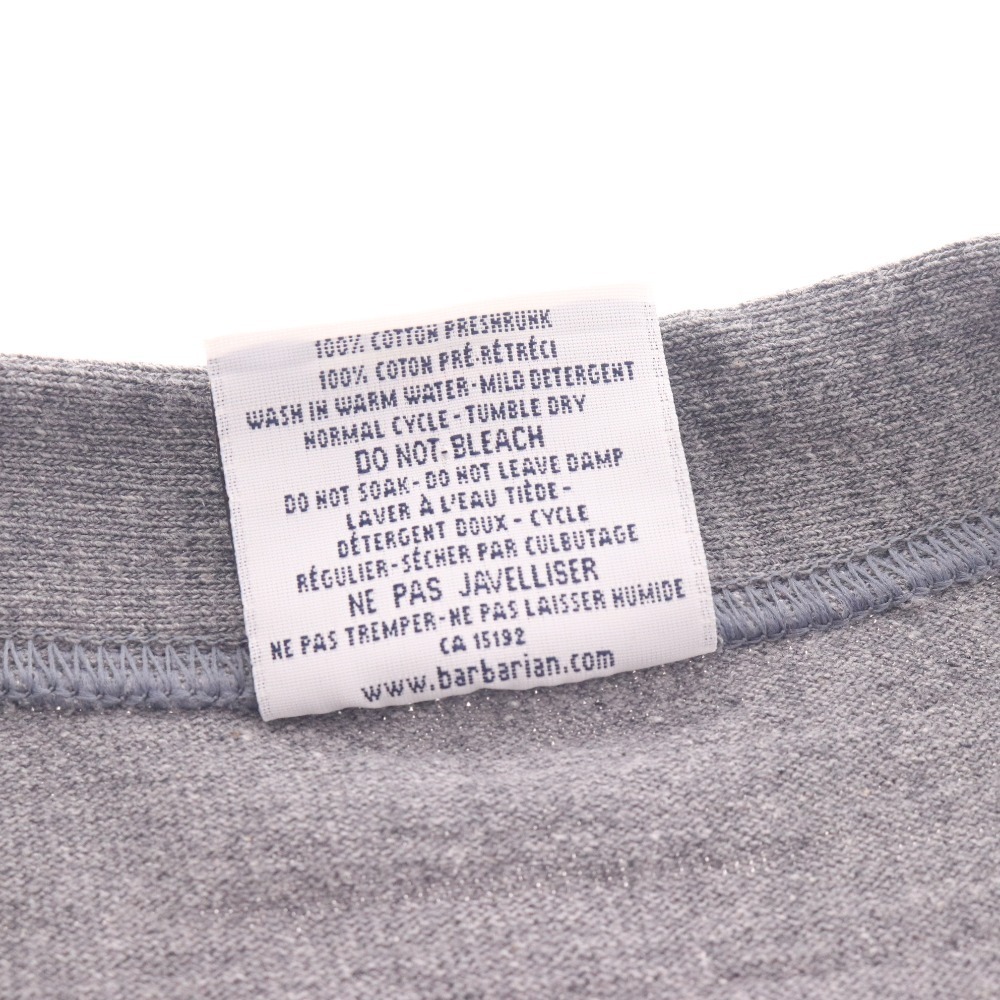 100% COTTON PRESHRUNK
100% COTON PRÉ-RÉTRÉCI
WASH IN WARM WATER-MILD DETERGENT
NORMAL CYCLE-TUMBLE DRY
DO NOT-BLEACH
DO NOT SOAK-DO NOT LEAVE DAMP
LAVER À L'EAU TIÈDE-
DÉTERGENT DOUX-CYCLE
RÉGULIER-SÉCHER PAR CULBUTAGE
NE PAS JAVELLISER
NE PAS TREMPER-NE PAS LAISSER HUMIDE
CA 15192
www.barbarian.com